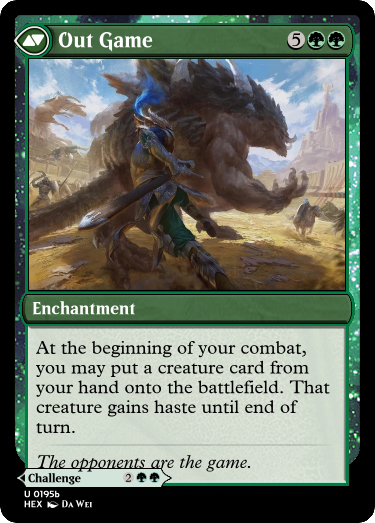 Out Game 5
Enchantment
At the beginning of your combat,
you may put a creature card from
your hand onto the battlefield. That
creature gains haste until end of
turn.
The opponents are the game.
Challenge 2
U 0195b
HEX Da Wei